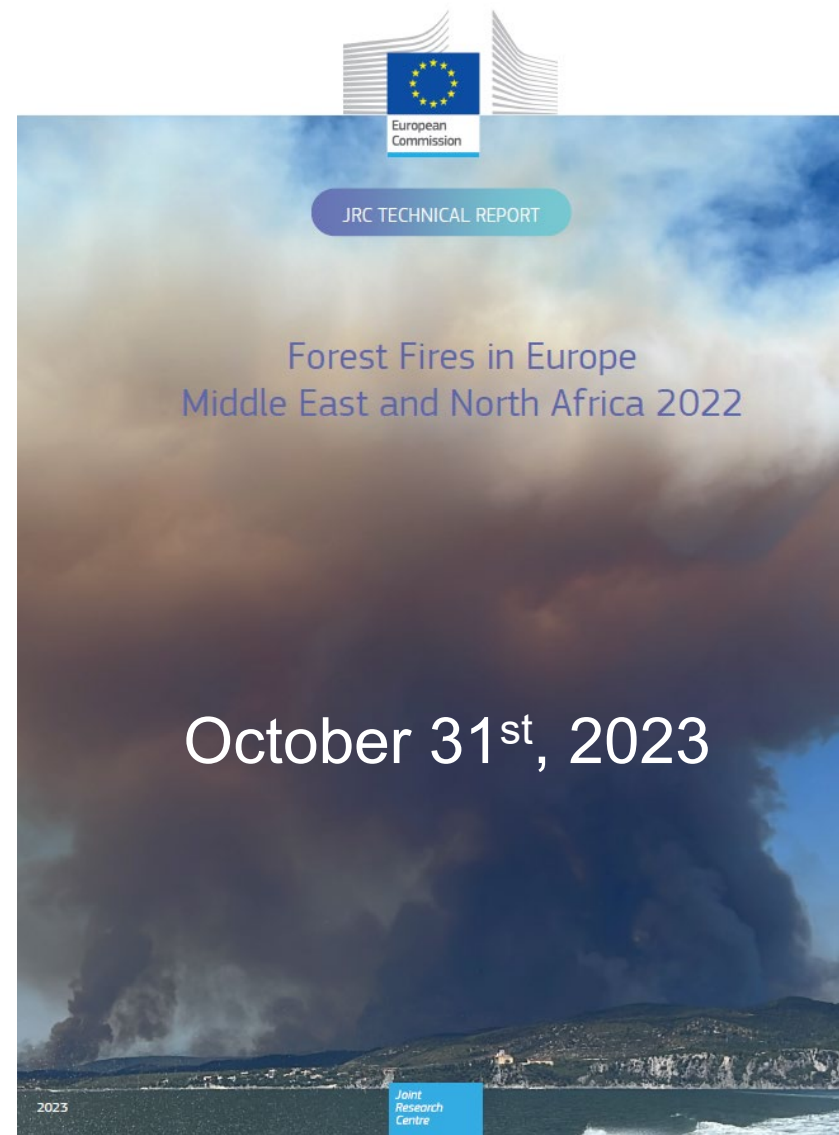 European
Commission
JRC TECHNICAL REPORT
Forest Fires in Europe
Middle East and North Africa 2022
October 31st, 2023
2023
Joint
Research
Centre